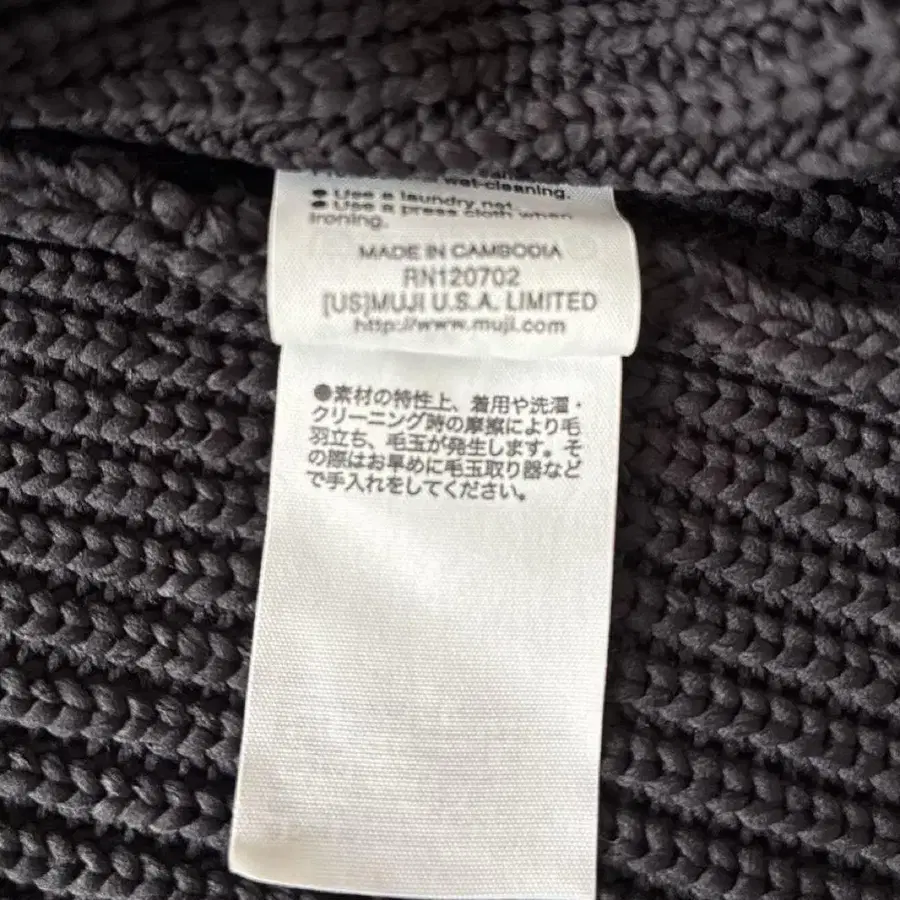 wet-cleaning.
● Use a laundry net.
● Use a press cloth when
ironing.
MADE IN CAMBODIA
RN120702
[US]MUJI U.S.A. LIMITED
http://www.muji.com
●素材の特性上、着用や洗濯・
クリーニング時の摩擦により毛
羽立ち、毛玉が発生します。そ
の際はお早めに毛玉取り器など
で手入れをしてください。